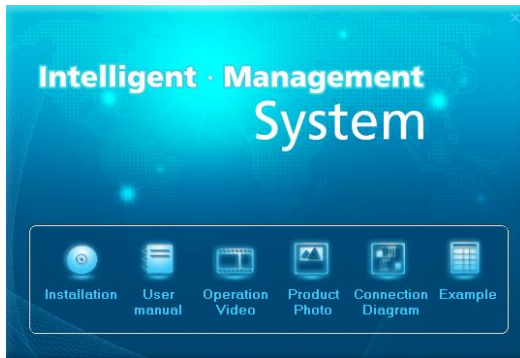 Intelligent · Management
System
Installation
User
manual
Operation
Video
Product
Photo
Connection
Diagram
Example